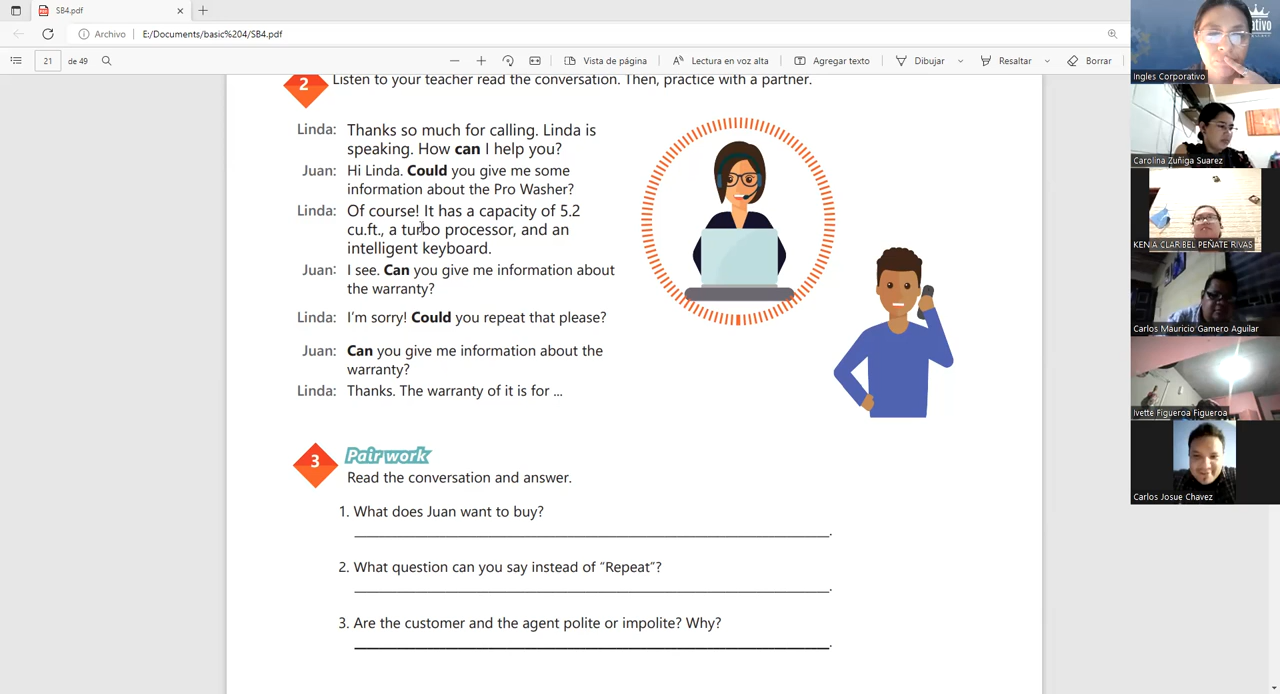 SB4.pdf
Archivo
E:/Documents/basic%204/SB4.pdf
21
de 49
Vista de página
Lectura en voz alta
Agregar texto
Dibujar
Resaltar
Borrar
2
Listen to your teacher read the conversation. Then, practice with a partner.
Linda: Thanks so much for calling. Linda is
speaking. How can I help you?
Juan: Hi Linda. Could you give me some
information about the Pro Washer?
Linda: Of course! It has a capacity of 5.2
cu.ft., a turbo processor, and an
intelligent keyboard.
Juan: I see. Can you give me information about
the warranty?
Linda: I'm sorry! Could you repeat that please?
Juan: Can you give me information about the
warranty?
Linda: Thanks. The warranty of it is for ...
3
Pair work
Read the conversation and answer.
1. What does Juan want to buy?
2. What question can you say instead of "Repeat"?
3. Are the customer and the agent polite or impolite? Why?
Ingles Corporativo
Carolina Zuñiga Suarez
KENIA CLARIBEL PEÑATE RIVAS
Carlos Mauricio Gamero Aguilar
Ivette Figueroa Figueroa
Carlos Josue Chavez